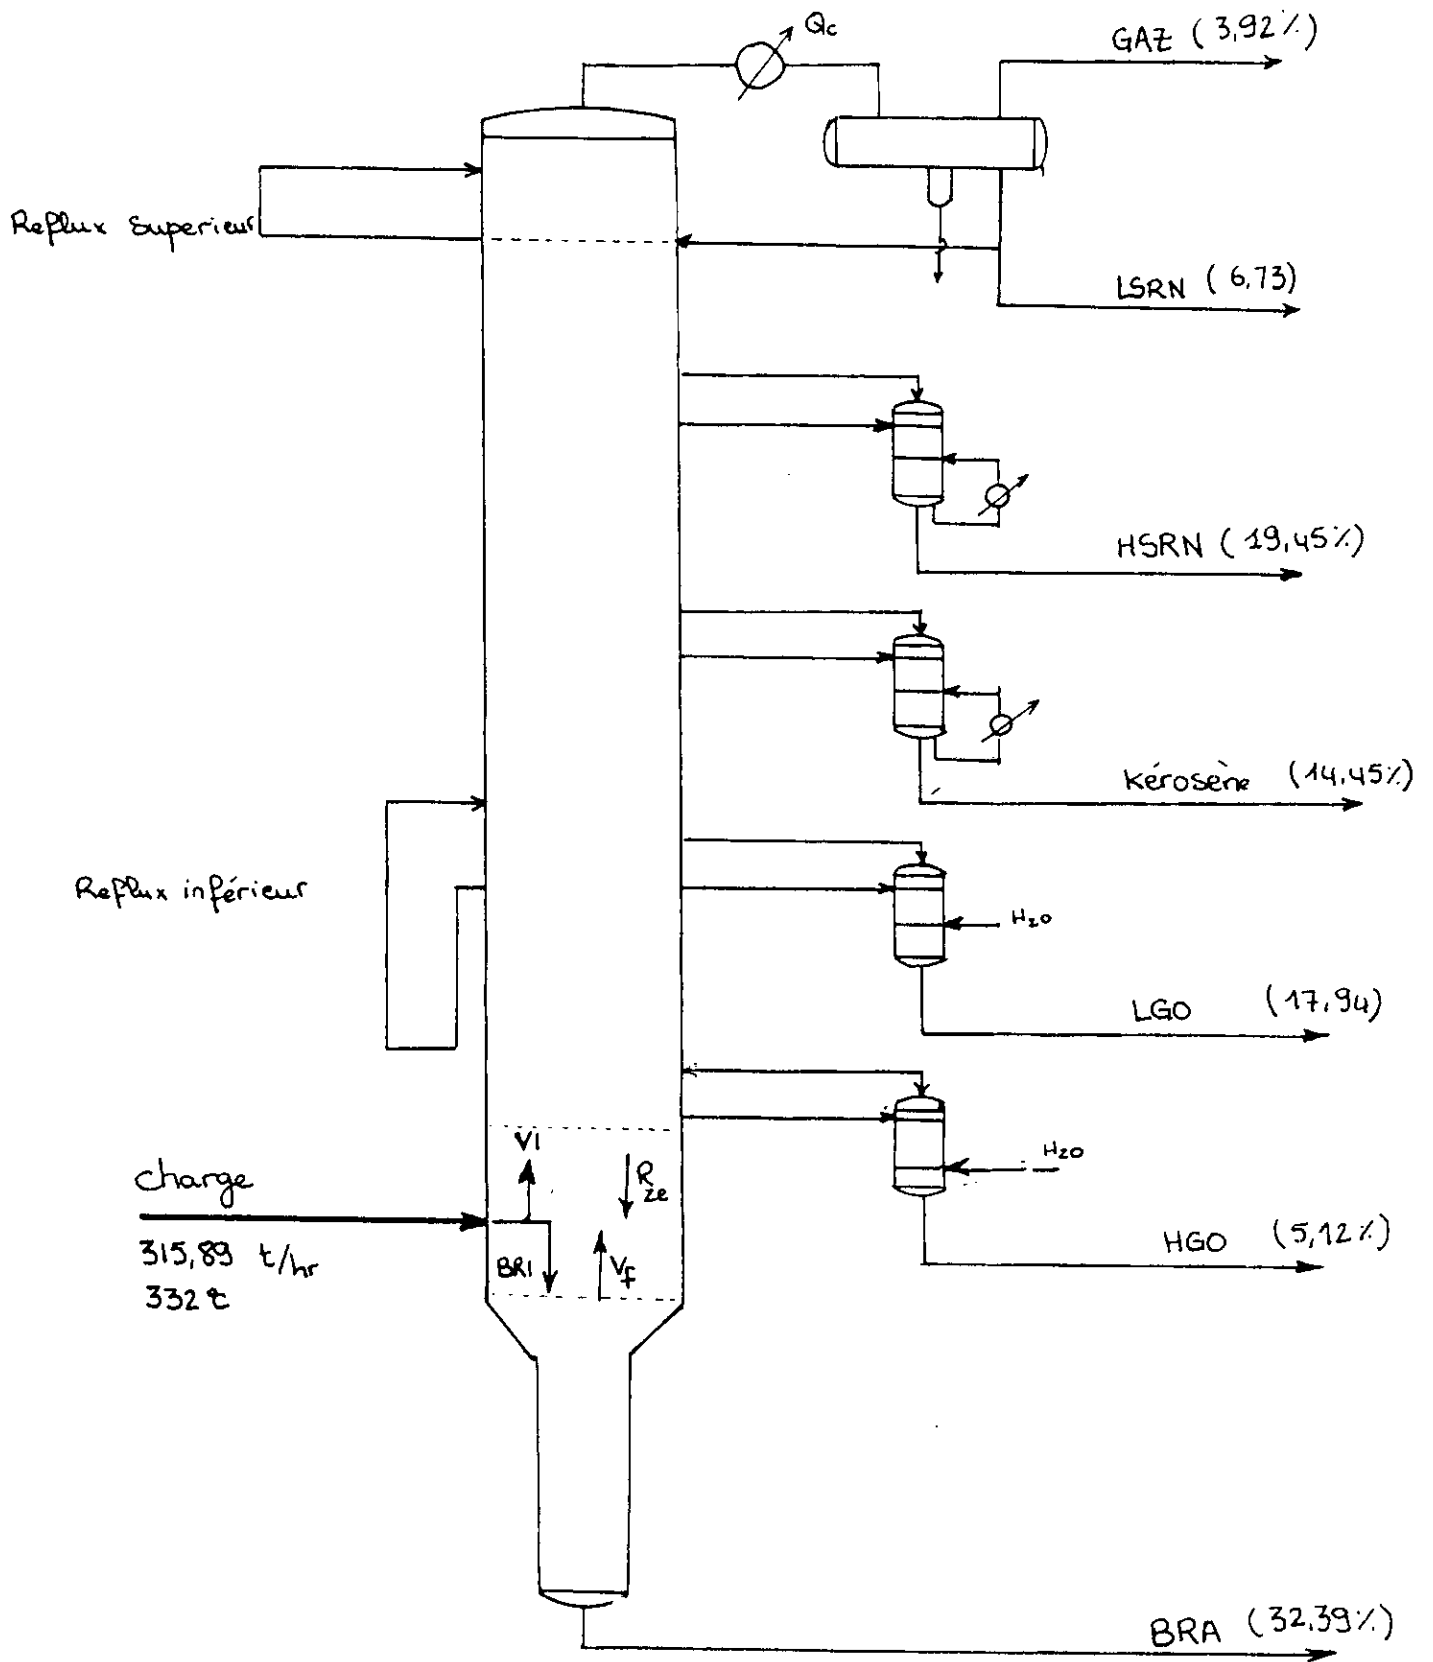 Qc
GAZ (3,92%)
Reflux Superieur
LSRN (6,73)
HSRN (19,45%)
Kérosène (14,45%)
Reflux inférieur
H2O
LGO (17,94)
VI
Rze
H2O
charge
315,89 t/hr
332 °C
BRI
Vf
HGO (5,12%)
BRA (32,39%)